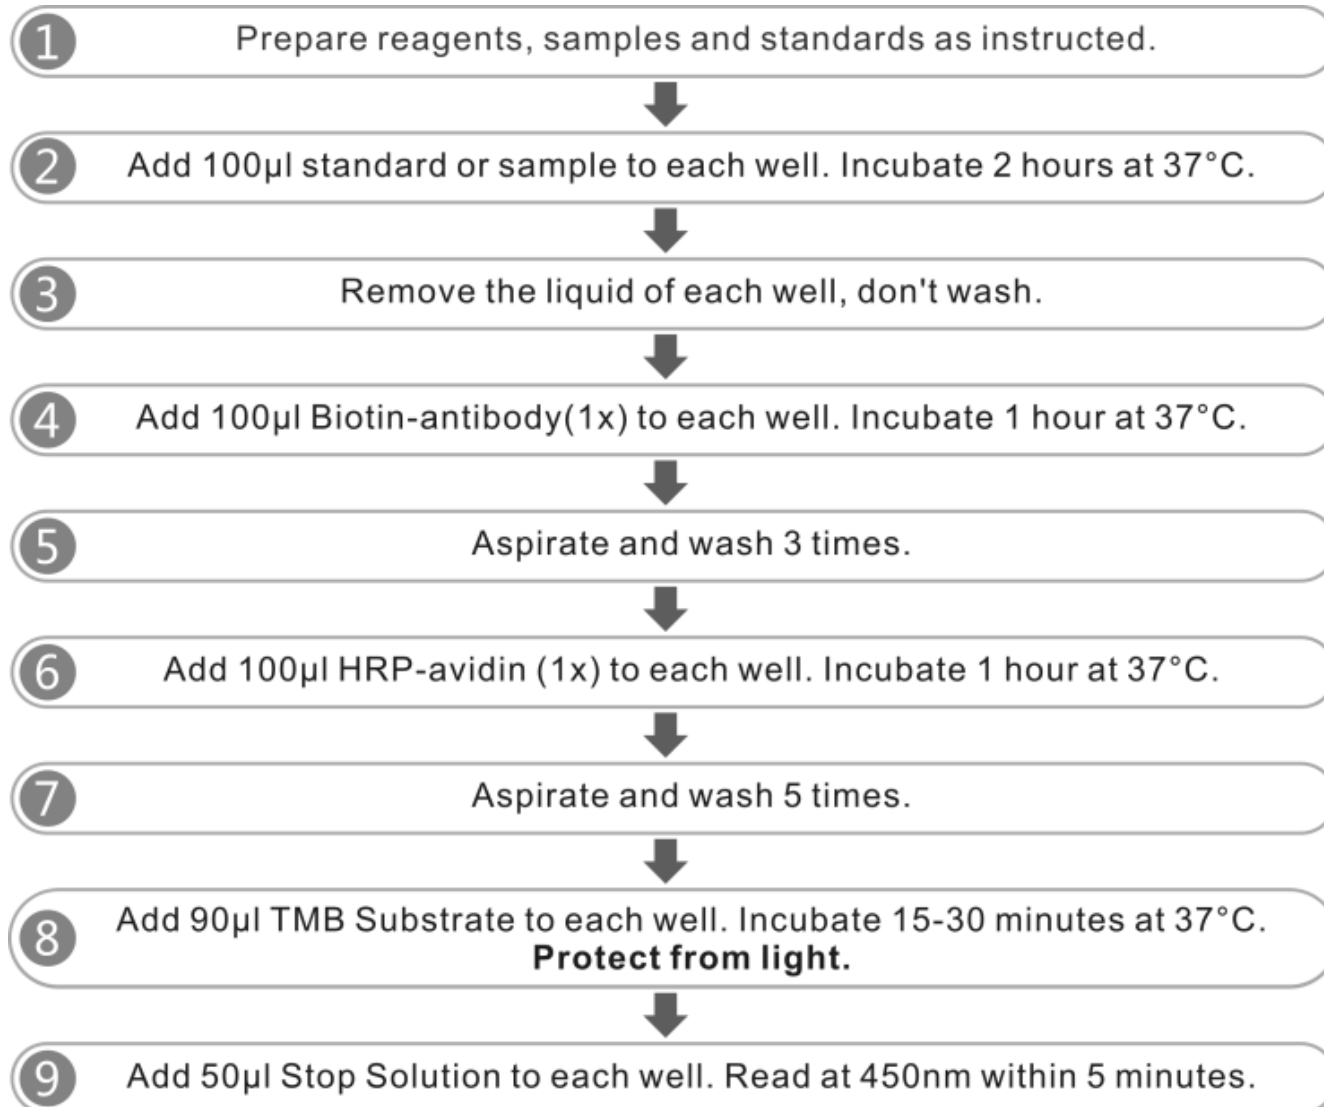 1 Prepare reagents, samples and standards as instructed.
2 Add 100µl standard or sample to each well. Incubate 2 hours at 37°C.
3 Remove the liquid of each well, don't wash.
4 Add 100µl Biotin-antibody(1x) to each well. Incubate 1 hour at 37°C.
5 Aspirate and wash 3 times.
6 Add 100µl HRP-avidin (1x) to each well. Incubate 1 hour at 37°C.
7 Aspirate and wash 5 times.
8 Add 90µl TMB Substrate to each well. Incubate 15-30 minutes at 37°C.
Protect from light.
9 Add 50µl Stop Solution to each well. Read at 450nm within 5 minutes.